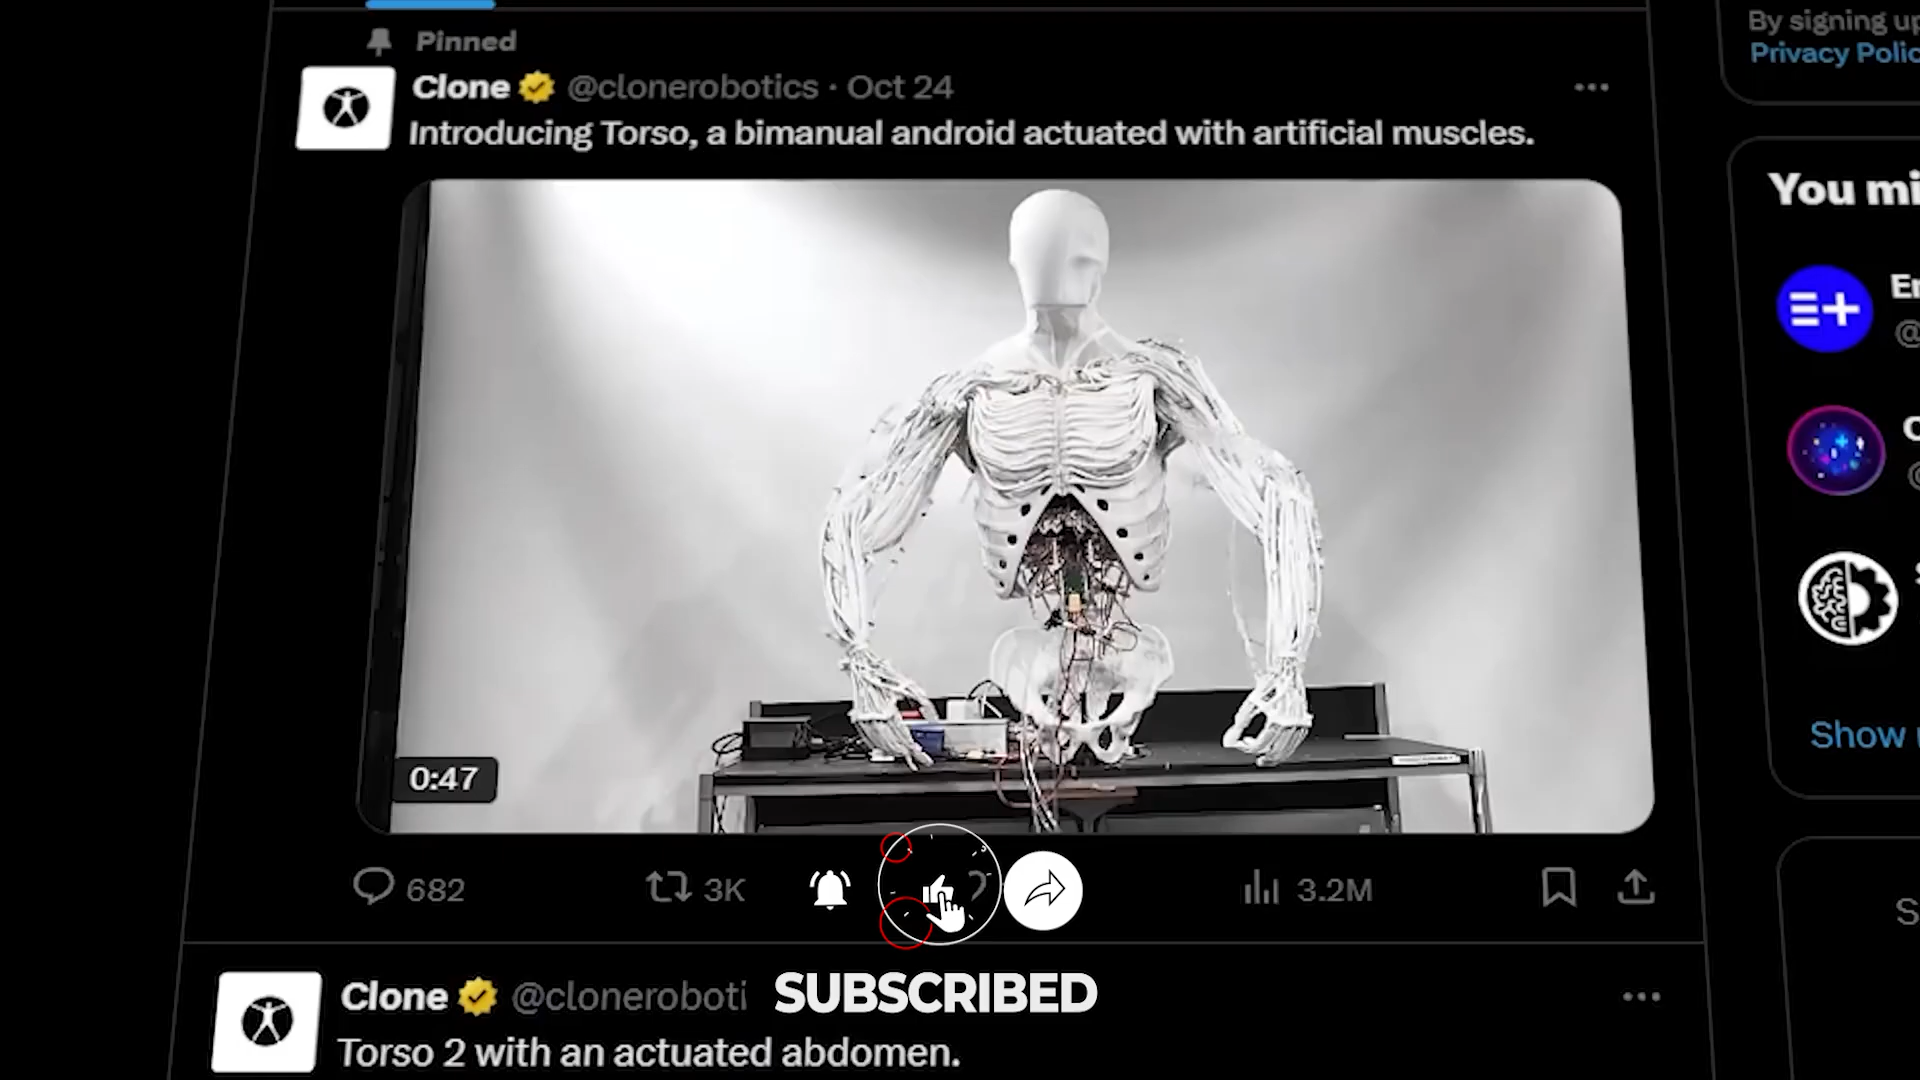 Pinned
Clone @clonerobotics · Oct 24
Introducing Torso, a bimanual android actuated with artificial muscles.
0:47
682
3K
3.2M
SUBSCRIBED
Clone @cloneroboti
Torso 2 with an actuated abdomen.
By signing up
Privacy Polic
You mi
Show